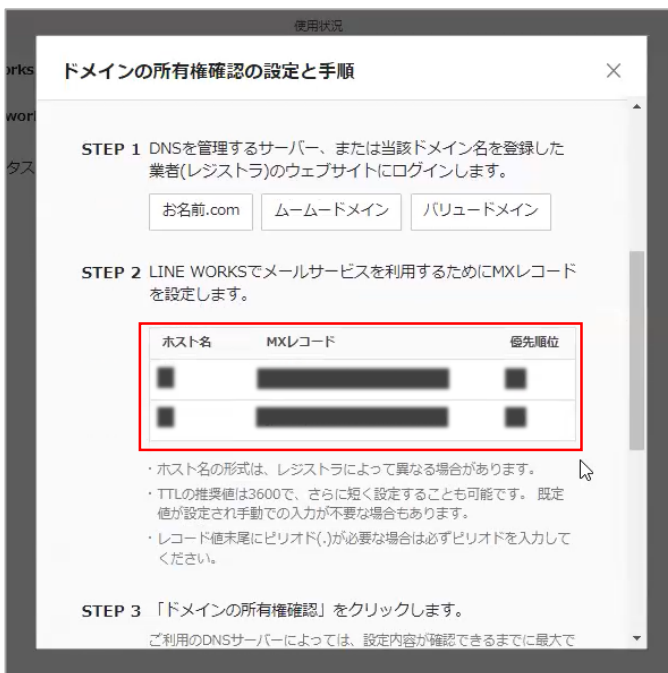 使用状況
orks
ドメインの所有権確認の設定と手順
worl
タス
STEP 1 DNSを管理するサーバー、または当該ドメイン名を登録した
業者(レジストラ)のウェブサイトにログインします。
お名前.com ムームードメイン バリュードメイン
STEP 2 LINE WORKSでメールサービスを利用するためにMXレコード
を設定します。
ホスト名 MXレコード 優先順位
・ホスト名の形式は、レジストラによって異なる場合があります。
・TTLの推奨値は3600で、さらに短く設定することも可能です。 既定
値が設定され手動での入力が不要な場合もあります。
・レコード値末尾にピリオド(.)が必要な場合は必ずピリオドを入力して
ください。
STEP 3 「ドメインの所有権確認」をクリックします。
ご利用のDNSサーバーによっては、設定内容が確認できるまでに最大で